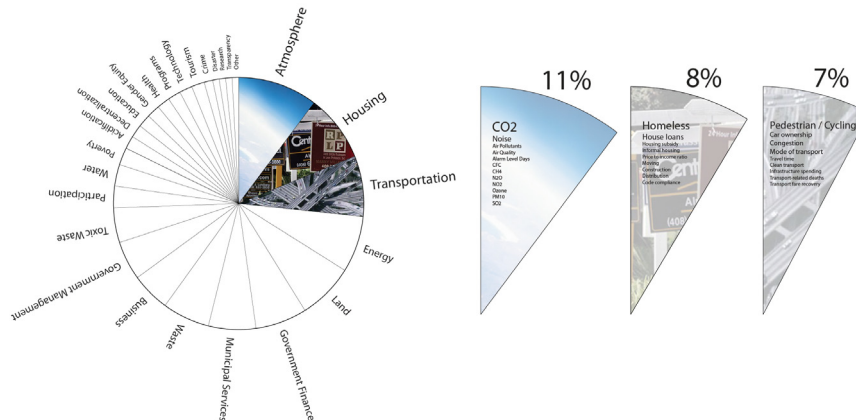 Atmosphere
Housing
Transportation
Energy
Land
Government Finance
Municipal Services
Waste
Business
Government Management
Toxic Waste
Participation
Water
Poverty
Acidification
Decentralization
Education
Gender Equity
Health
Programs
Technology
Tourism
Crime
Disaster
Research
Transparency
Other
11%
CO2
Noise
Air Pollutants
Air Quality
Alarm Level Days
CFC
CH4
N2O
NO2
Ozone
PM10
SO2
8%
Homeless
House loans
Housing subsidy
Informal housing
Price to income ratio
Moving
Construction
Distribution
Code compliance
7%
Pedestrian / Cycling
Car ownership
Congestion
Mode of transport
Travel time
Clean transport
Infrastructure spending
Transport-related deaths
Transport fare recovery